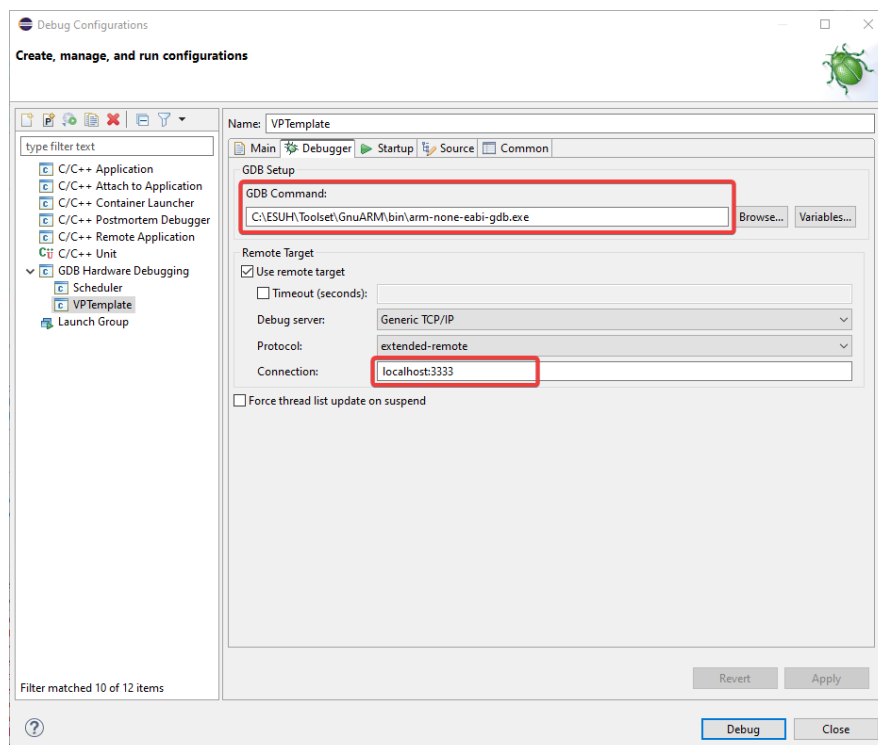 Debug Configurations
Create, manage, and run configurations
Name: VPTemplate
type filter text
C/C++ Application
C/C++ Attach to Application
C/C++ Container Launcher
C/C++ Postmortem Debugger
C/C++ Remote Application
C/C++ Unit
GDB Hardware Debugging
Scheduler
VPTemplate
Launch Group
Filter matched 10 of 12 items
Main Debugger Startup Source Common
GDB Setup
GDB Command:
C:\ESUH\Toolset\GnuARM\bin\arm-none-eabi-gdb.exe Browse... Variables...
Remote Target
Use remote target
Timeout (seconds):
Debug server: Generic TCP/IP
Protocol: extended-remote
Connection: localhost:3333
Force thread list update on suspend
Revert Apply
Debug Close